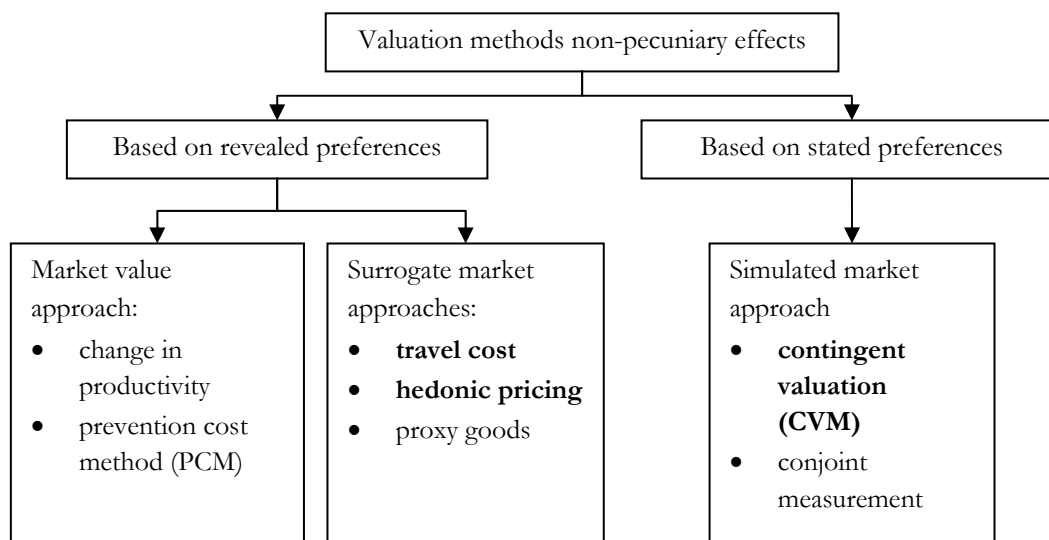 Valuation methods non-pecuniary effects
Based on revealed preferences
Based on stated preferences
Market value
approach:
• change in
productivity
• prevention cost
method (PCM)
Surrogate market
approaches:
• travel cost
• hedonic pricing
• proxy goods
Simulated market
approach
• contingent
valuation
(CVM)
• conjoint
measurement